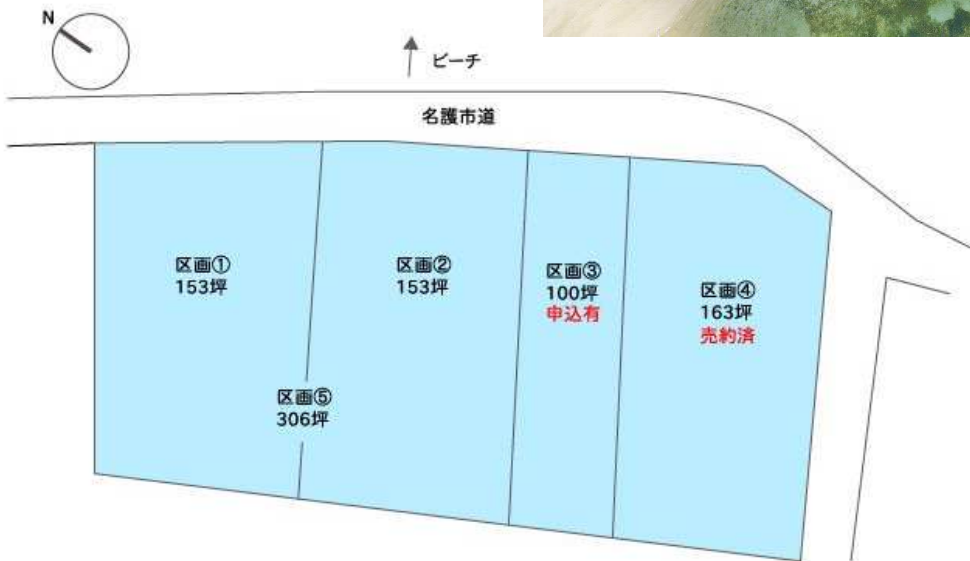 N
ビーチ
名護市道
区画①
153坪
区画②
153坪
区画③
100坪
申込有
区画④
163坪
売約済
区画⑤
306坪